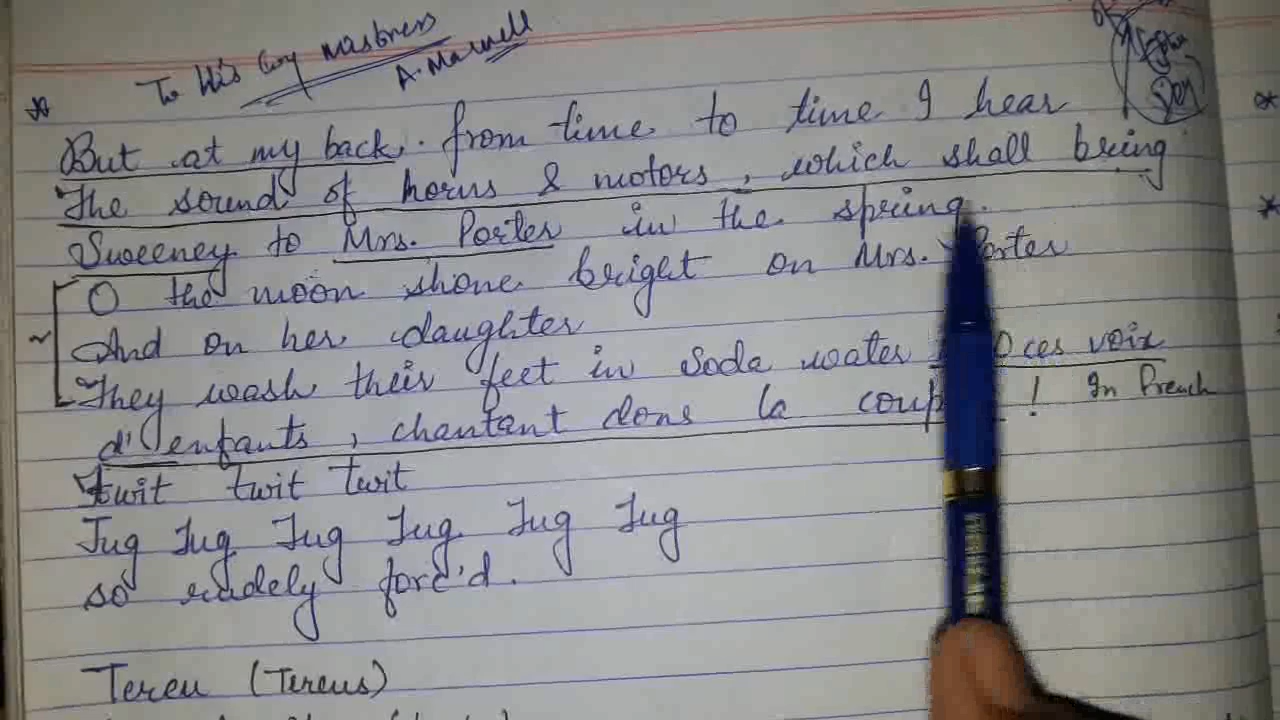 To His Coy mistress
A. Marvell
But at my back. from time to time I hear
The sound of horns & motors, which shall bring
Sweeney to Mrs. Porter in the spring.
O the moon shone bright on Mrs. Porter
And on her daughter
They wash their feet in Soda water O ces voix
d'enfants, chantant dans la coup ! In French
twit twit twit
Jug Jug Jug Jug Jug Jug
so rudely forc'd.
Tereu (Tereus)